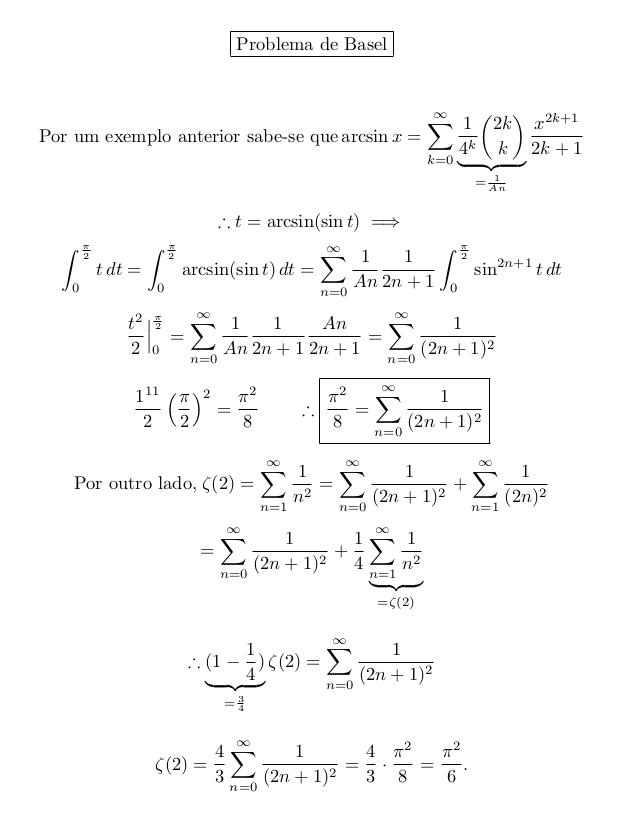 Problema de Basel
Por um exemplo anterior sabe-se que $\arcsin x = \sum_{k=0}^{\infty} \underbrace{\frac{1}{4^k}\binom{2k}{k}}_{=\frac{1}{An}} \frac{x^{2k+1}}{2k+1}$
$\therefore t = \arcsin(\sin t) \implies$
$\int_0^{\frac{\pi}{2}} t\,dt = \int_0^{\frac{\pi}{2}} \arcsin(\sin t)\,dt = \sum_{n=0}^{\infty} \frac{1}{An}\frac{1}{2n+1} \int_0^{\frac{\pi}{2}} \sin^{2n+1} t\,dt$
$\frac{t^2}{2}\Big|_0^{\frac{\pi}{2}} = \sum_{n=0}^{\infty} \frac{1}{An}\frac{1}{2n+1}\frac{An}{2n+1} = \sum_{n=0}^{\infty} \frac{1}{(2n+1)^2}$
$\frac{1^{11}}{2}\left(\frac{\pi}{2}\right)^2 = \frac{\pi^2}{8} \qquad \therefore \boxed{\frac{\pi^2}{8} = \sum_{n=0}^{\infty} \frac{1}{(2n+1)^2}}$
Por outro lado, $\zeta(2) = \sum_{n=1}^{\infty} \frac{1}{n^2} = \sum_{n=0}^{\infty} \frac{1}{(2n+1)^2} + \sum_{n=1}^{\infty} \frac{1}{(2n)^2}$
$= \sum_{n=0}^{\infty} \frac{1}{(2n+1)^2} + \frac{1}{4} \underbrace{\sum_{n=1}^{\infty} \frac{1}{n^2}}_{=\zeta(2)}$
$\therefore \underbrace{(1 - \frac{1}{4})}_{=\frac{3}{4}} \zeta(2) = \sum_{n=0}^{\infty} \frac{1}{(2n+1)^2}$
$\zeta(2) = \frac{4}{3} \sum_{n=0}^{\infty} \frac{1}{(2n+1)^2} = \frac{4}{3} \cdot \frac{\pi^2}{8} = \frac{\pi^2}{6}.$